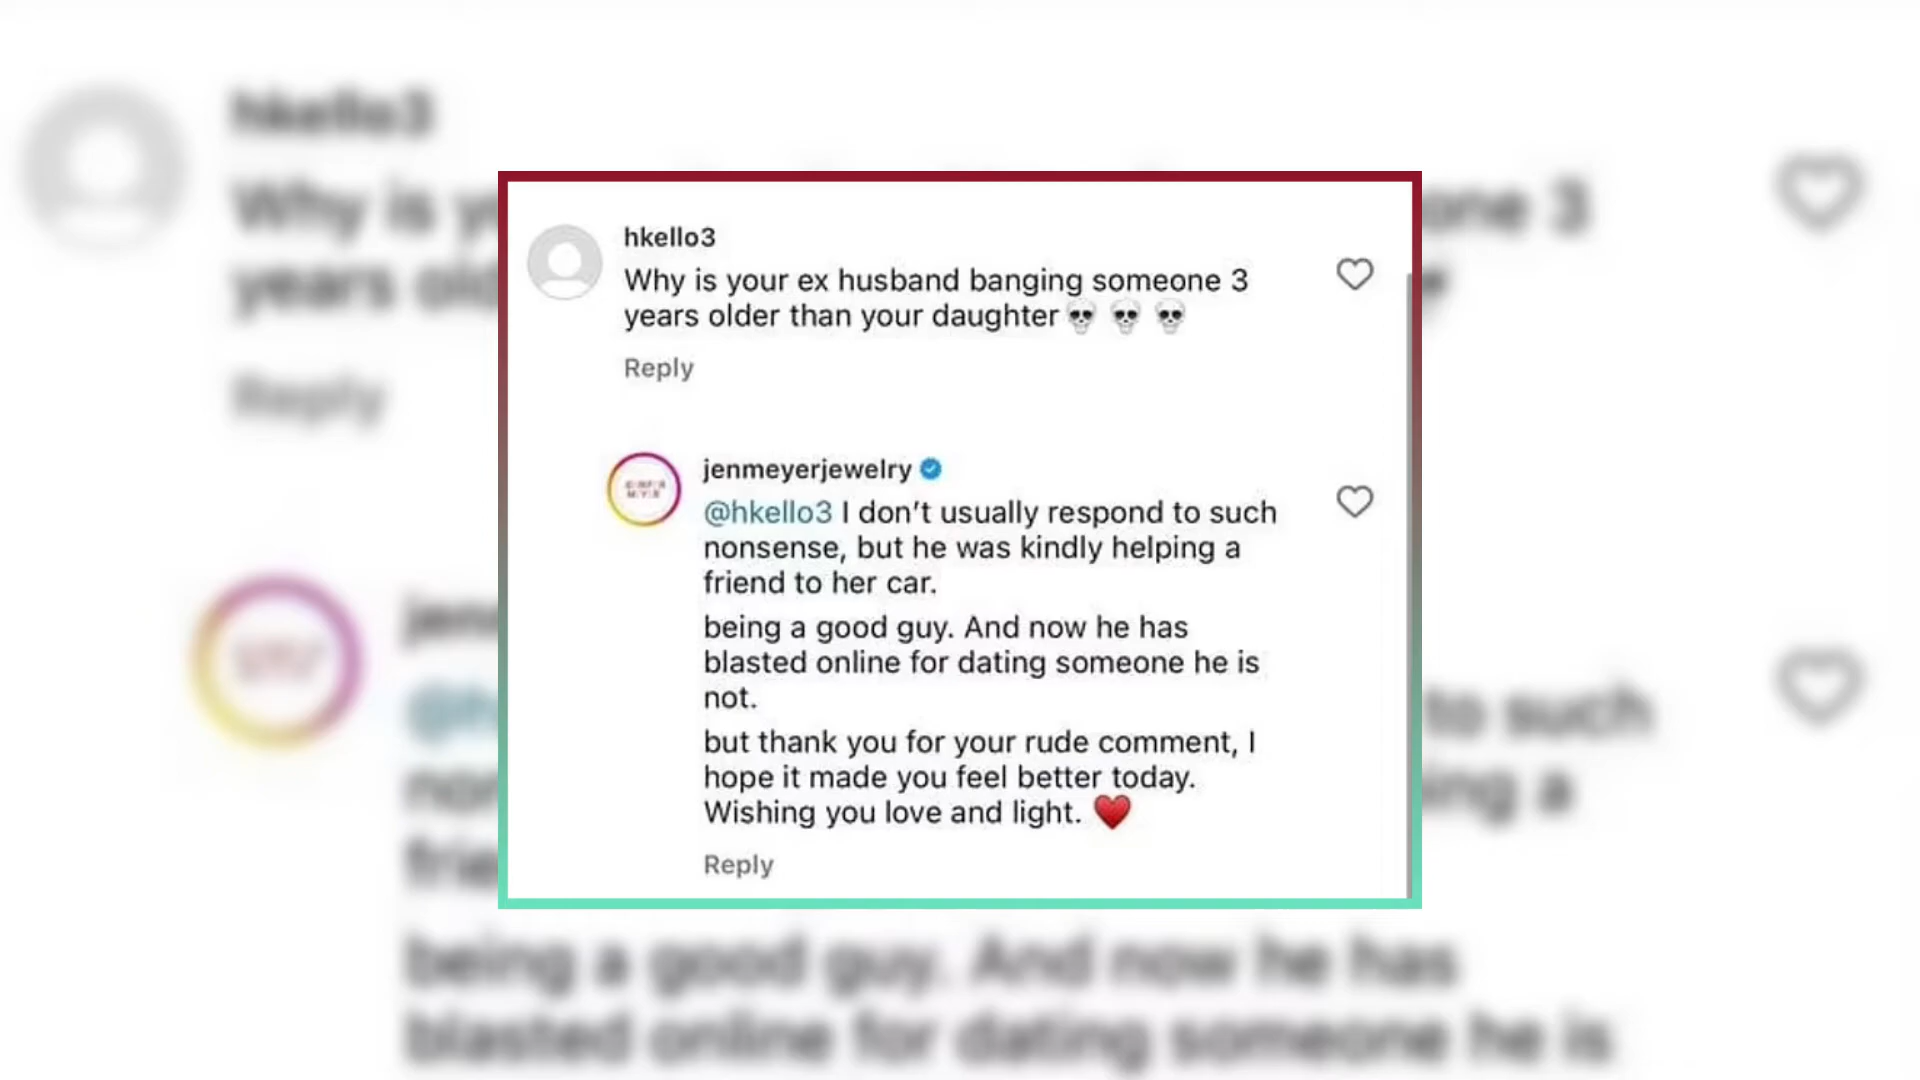 hkello3
Why is your ex husband banging someone 3
years older than your daughter 💀 💀 💀
Reply
jenmeyerjewelry
@hkello3 I don’t usually respond to such
nonsense, but he was kindly helping a
friend to her car.
being a good guy. And now he has
blasted online for dating someone he is
not.
but thank you for your rude comment, I
hope it made you feel better today.
Wishing you love and light. ♥️
Reply